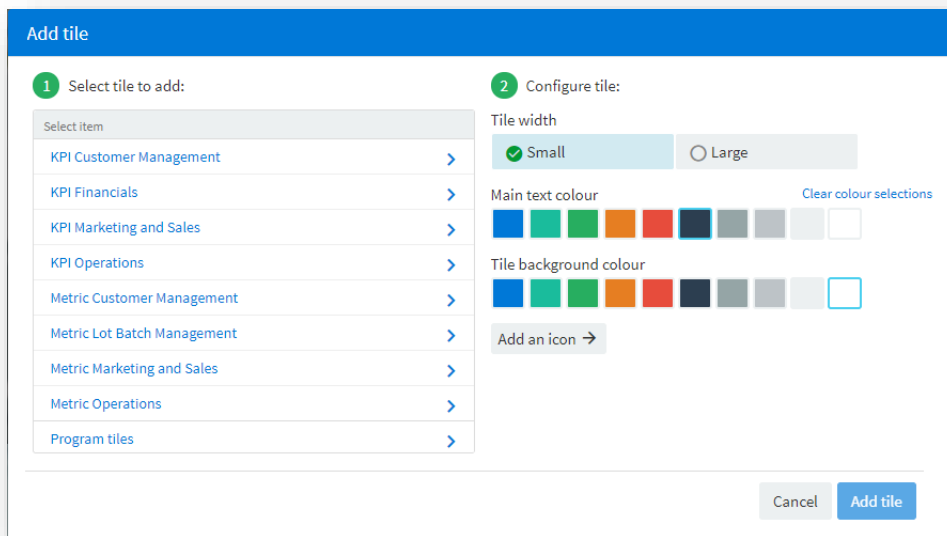 Add tile
1 Select tile to add:
Select item
KPI Customer Management
KPI Financials
KPI Marketing and Sales
KPI Operations
Metric Customer Management
Metric Lot Batch Management
Metric Marketing and Sales
Metric Operations
Program tiles
2 Configure tile:
Tile width
Small Large
Main text colour Clear colour selections
Tile background colour
Add an icon →
Cancel Add tile